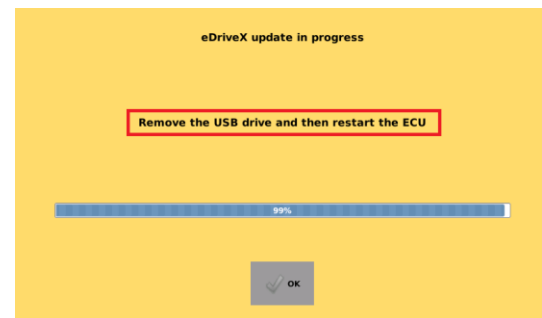 eDriveX update in progress
Remove the USB drive and then restart the ECU
99%
OK